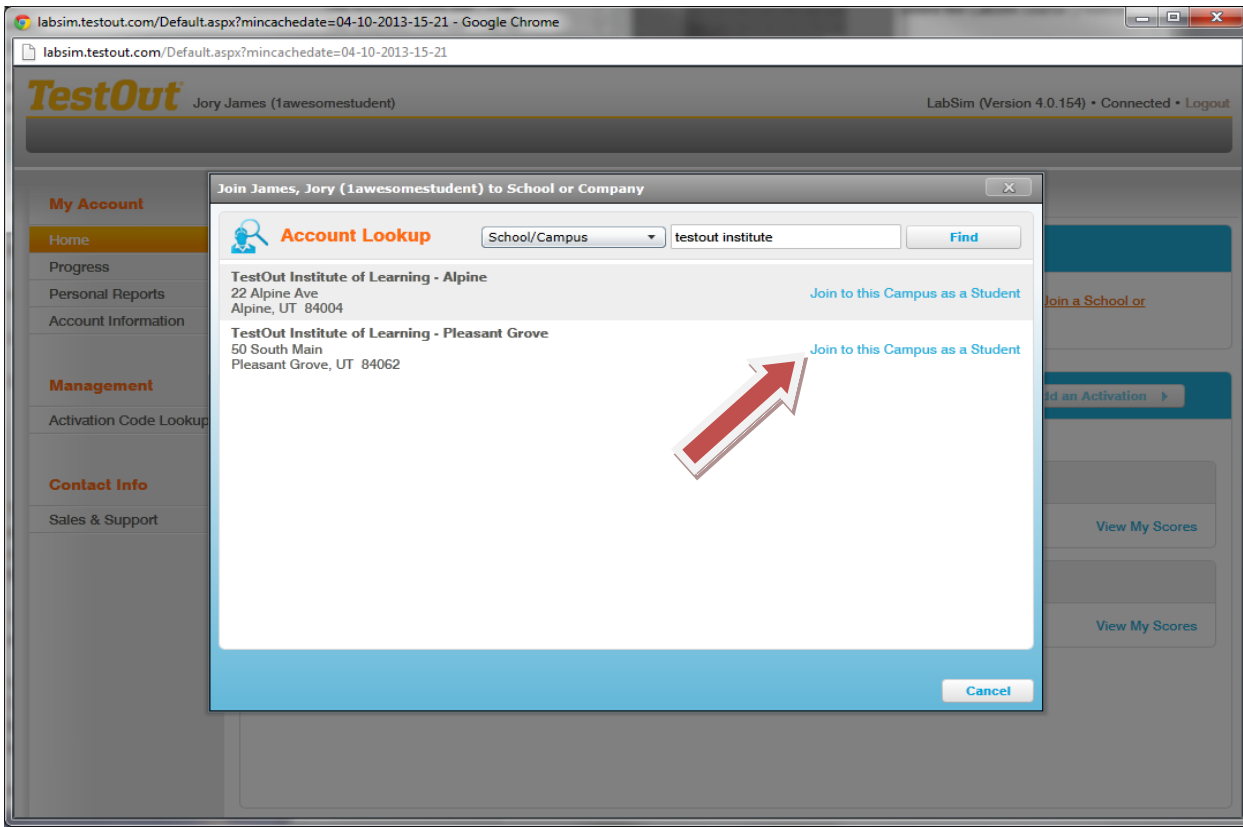 labsim.testout.com/Default.aspx?mincachedate=04-10-2013-15-21 - Google Chrome
labsim.testout.com/Default.aspx?mincachedate=04-10-2013-15-21
TestOut Jory James (1awesomestudent) LabSim (Version 4.0.154) • Connected • Logout
Join James, Jory (1awesomestudent) to School or Company X
My Account
Home
Progress
Personal Reports
Account Information
Management
Activation Code Lookup
Contact Info
Sales & Support
Account Lookup School/Campus testout institute Find
TestOut Institute of Learning - Alpine
22 Alpine Ave
Alpine, UT 84004
Join to this Campus as a Student
TestOut Institute of Learning - Pleasant Grove
50 South Main
Pleasant Grove, UT 84062
Join to this Campus as a Student
Cancel
Join a School or
an Activation
View My Scores
View My Scores